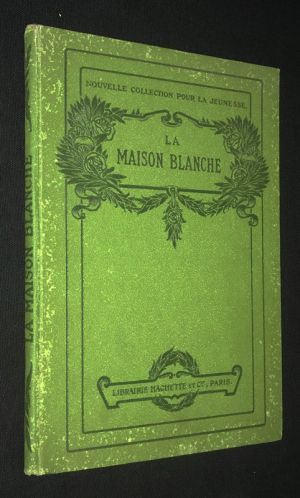 NOUVELLE COLLECTION POUR LA JEUNESSE.
LA
MAISON BLANCHE
LIBRAIRIE HACHETTE ET Cie, PARIS.
LA MAISON BLANCHE